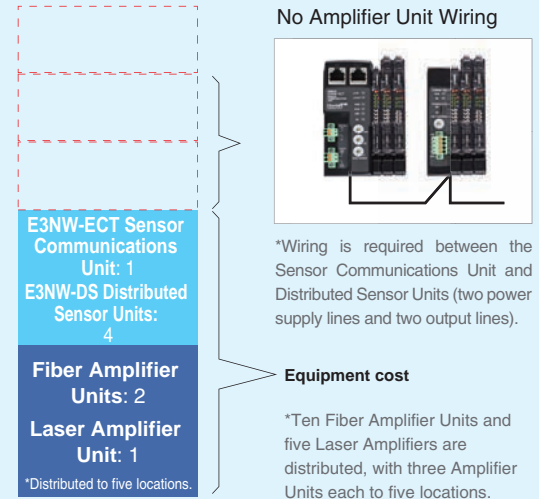 No Amplifier Unit Wiring
*Wiring is required between the
Sensor Communications Unit and
Distributed Sensor Units (two power
supply lines and two output lines).
E3NW-ECT Sensor
Communications
Unit: 1
E3NW-DS Distributed
Sensor Units:
4
Fiber Amplifier
Units: 2
Laser Amplifier
Unit: 1
*Distributed to five locations.
Equipment cost
*Ten Fiber Amplifier Units and
five Laser Amplifiers are
distributed, with three Amplifier
Units each to five locations.